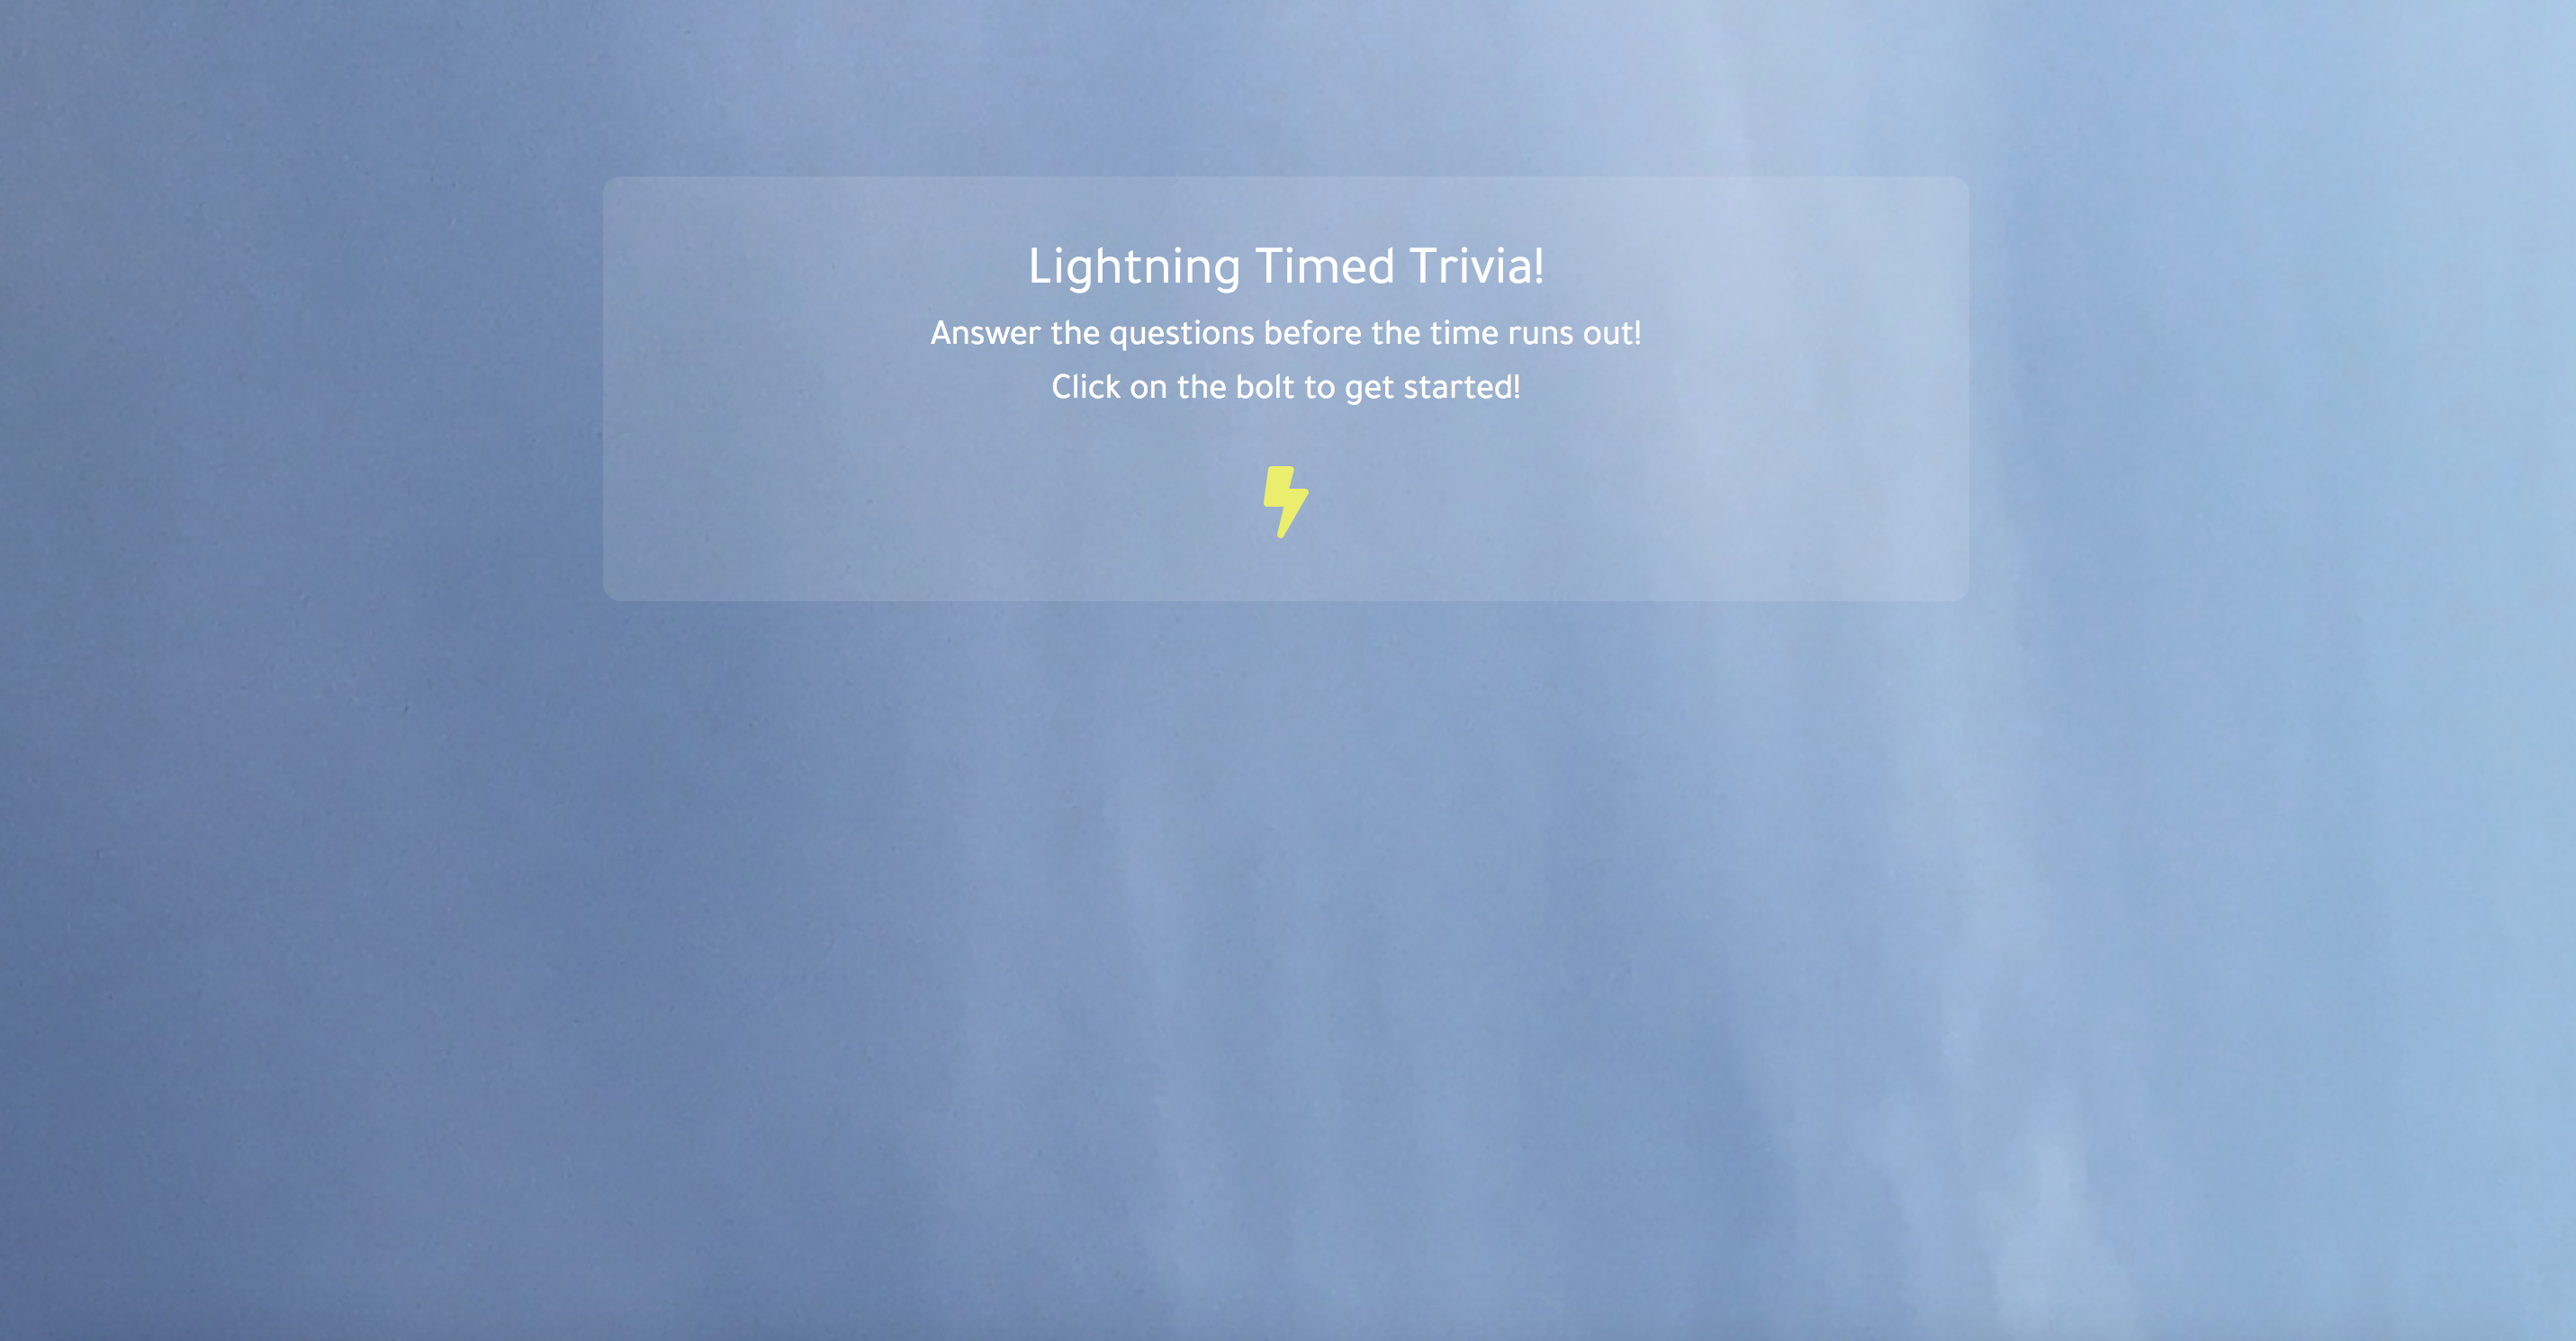 Lightning Timed Trivia!
Answer the questions before the time runs out!
Click on the bolt to get started!